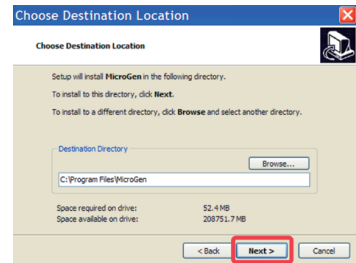 Choose Destination Location
Choose Destination Location
Setup will install MicroGen in the following directory.
To install to this directory, click Next.
To install to a different directory, click Browse and select another directory.
Destination Directory
Browse...
C:\Program Files\MicroGen
Space required on drive: 52.4 MB
Space available on drive: 208751.7 MB
< Back Next > Cancel